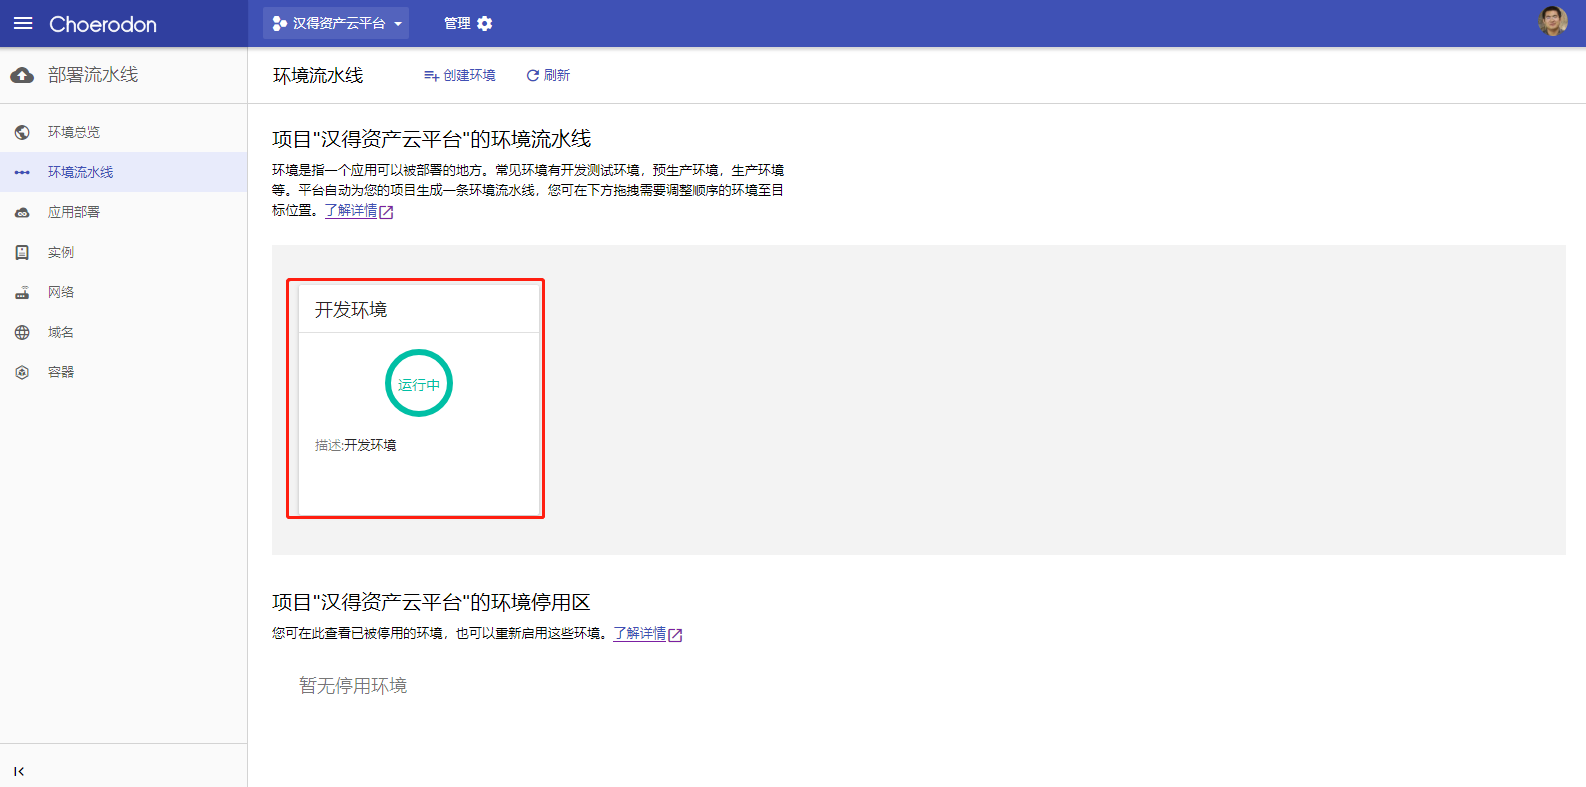 Choerodon
汉得资产云平台
管理
部署流水线
环境流水线
创建环境
刷新
环境总览
环境流水线
应用部署
实例
网络
域名
容器
项目"汉得资产云平台"的环境流水线
环境是指一个应用可以被部署的地方。常见环境有开发测试环境，预生产环境，生产环境
等。平台自动为您的项目生成一条环境流水线，您可在下方拖拽需要调整顺序的环境至目
标位置。了解详情
开发环境
运行中
描述:开发环境
项目"汉得资产云平台"的环境停用区
您可在此查看已被停用的环境，也可以重新启用这些环境。了解详情
暂无停用环境